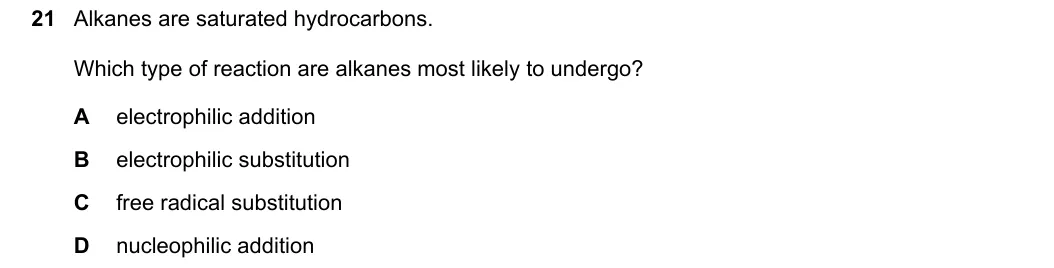 21 Alkanes are saturated hydrocarbons.
Which type of reaction are alkanes most likely to undergo?
A electrophilic addition
B electrophilic substitution
C free radical substitution
D nucleophilic addition